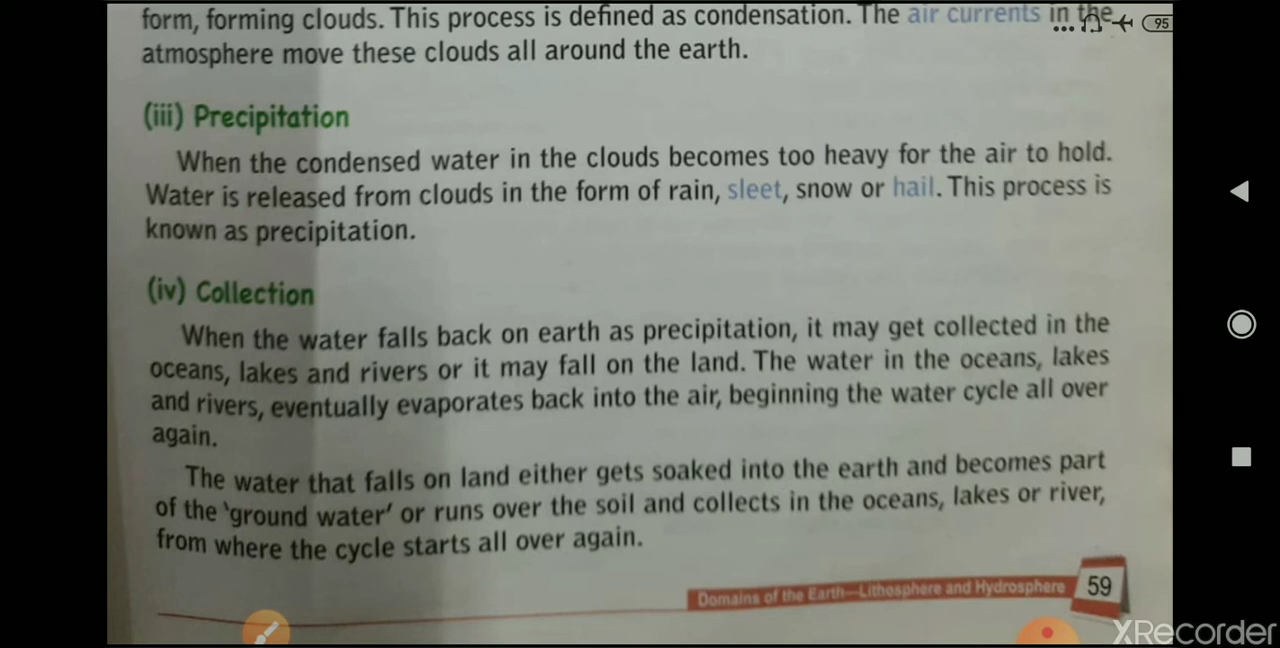 form, forming clouds. This process is defined as condensation. The air currents in the
atmosphere move these clouds all around the earth.
95
(iii) Precipitation
When the condensed water in the clouds becomes too heavy for the air to hold.
Water is released from clouds in the form of rain, sleet, snow or hail. This process is
known as precipitation.
(iv) Collection
When the water falls back on earth as precipitation, it may get collected in the
oceans, lakes and rivers or it may fall on the land. The water in the oceans, lakes
and rivers, eventually evaporates back into the air, beginning the water cycle all over
again.
The water that falls on land either gets soaked into the earth and becomes part
of the 'ground water' or runs over the soil and collects in the oceans, lakes or river,
from where the cycle starts all over again.
Domains of the Earth—Lithosphere and Hydrosphere 59
XRecorder